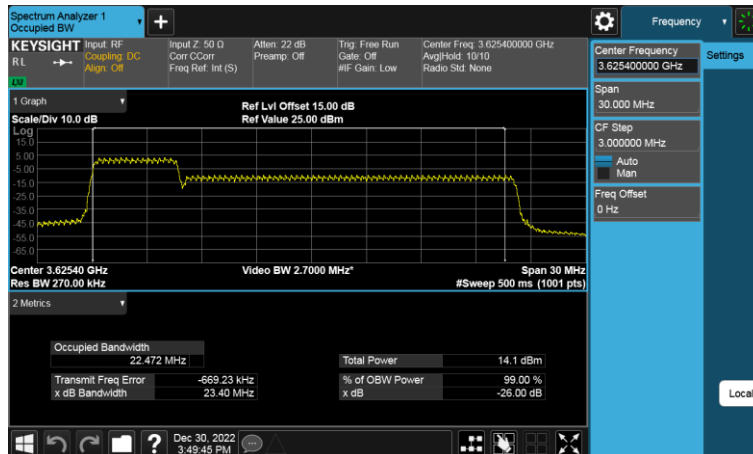 Spectrum Analyzer 1
Occupied BW
Frequency
KEYSIGHT
RL
Input: RF
Coupling: DC
Align: Off
Input Z: 50 Ω
Corr CCorr
Freq Ref: Int (S)
Atten: 22 dB
Preamp: Off
Trig: Free Run
Gate: Off
#IF Gain: Low
Center Freq: 3.625400000 GHz
Avg|Hold: 10/10
Radio Std: None
Center Frequency
3.625400000 GHz
Settings
Span
30.000 MHz
CF Step
3.000000 MHz
Auto
Man
Freq Offset
0 Hz
1 Graph
Scale/Div 10.0 dB
Ref Lvl Offset 15.00 dB
Ref Value 25.00 dBm
Log
15.0
5.00
-5.00
-15.0
-25.0
-35.0
-45.0
-55.0
-65.0
Center 3.62540 GHz
Res BW 270.00 kHz
Video BW 2.7000 MHz*
Span 30 MHz
#Sweep 500 ms (1001 pts)
2 Metrics
Occupied Bandwidth
22.472 MHz
Transmit Freq Error
-669.23 kHz
x dB Bandwidth
23.40 MHz
Total Power
14.1 dBm
% of OBW Power
99.00 %
x dB
-26.00 dB
Local
Dec 30, 2022
3:49:45 PM